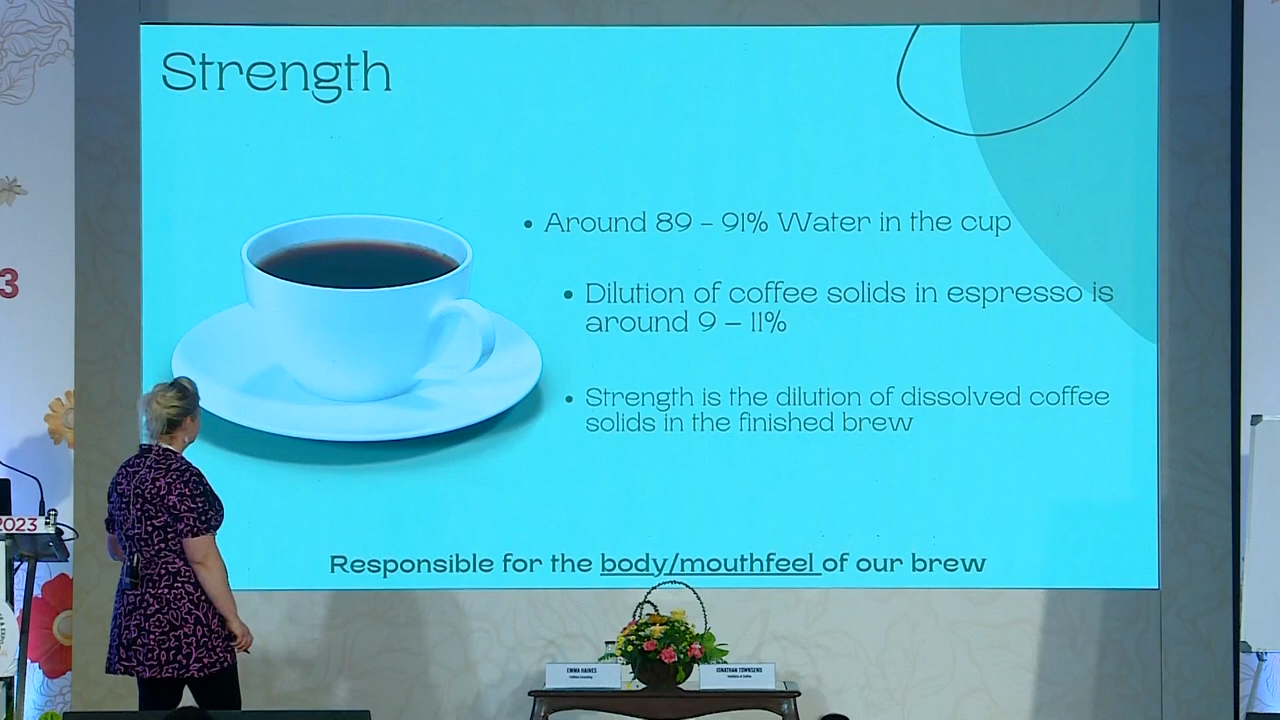 Strength
• Around 89 – 91% Water in the cup
• Dilution of coffee solids in espresso is
around 9 – 11%
• Strength is the dilution of dissolved coffee
solids in the finished brew
Responsible for the body/mouthfeel of our brew
3
2023
EMMA HAINES
JONATHAN TOWNSEND